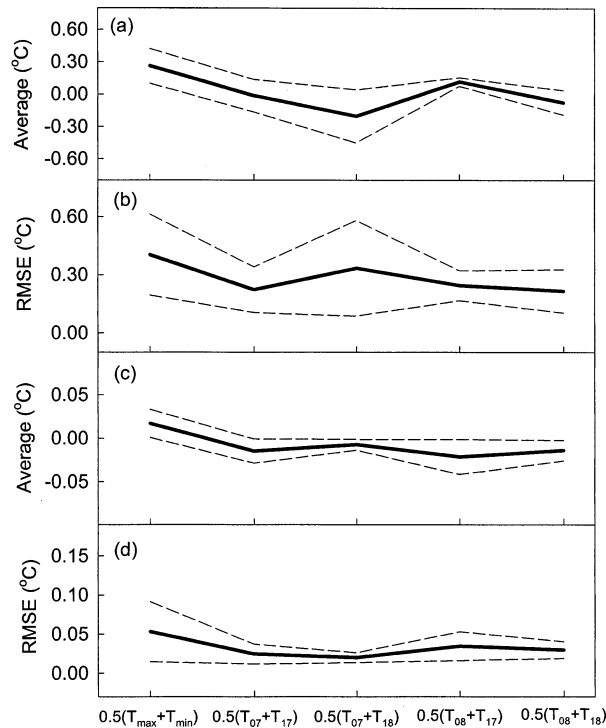 (a)
Average (°C)
0.60
0.30
0.00
-0.30
-0.60
(b)
RMSE (°C)
0.60
0.30
0.00
(c)
Average (°C)
0.05
0.00
-0.05
(d)
RMSE (°C)
0.15
0.10
0.05
0.00
0.5(Tmax+Tmin) 0.5(T07+T17) 0.5(T07+T18) 0.5(T08+T17) 0.5(T08+T18)